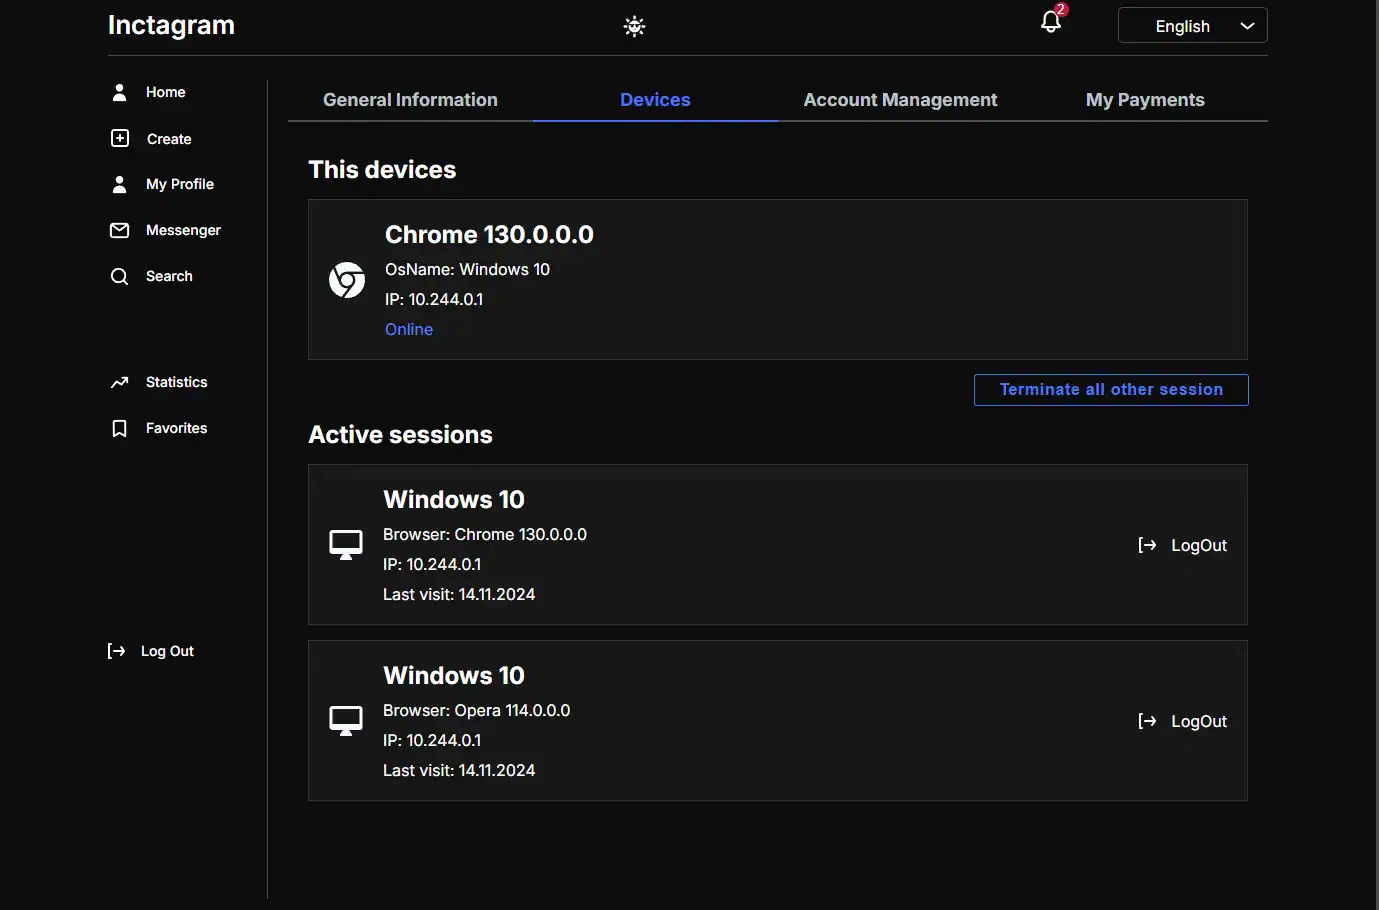 Inctagram
2
English
Home
Create
My Profile
Messenger
Search
Statistics
Favorites
Log Out
General Information
Devices
Account Management
My Payments
This devices
Chrome 130.0.0.0
OsName: Windows 10
IP: 10.244.0.1
Online
Terminate all other session
Active sessions
Windows 10
Browser: Chrome 130.0.0.0
IP: 10.244.0.1
Last visit: 14.11.2024
LogOut
Windows 10
Browser: Opera 114.0.0.0
IP: 10.244.0.1
Last visit: 14.11.2024
LogOut